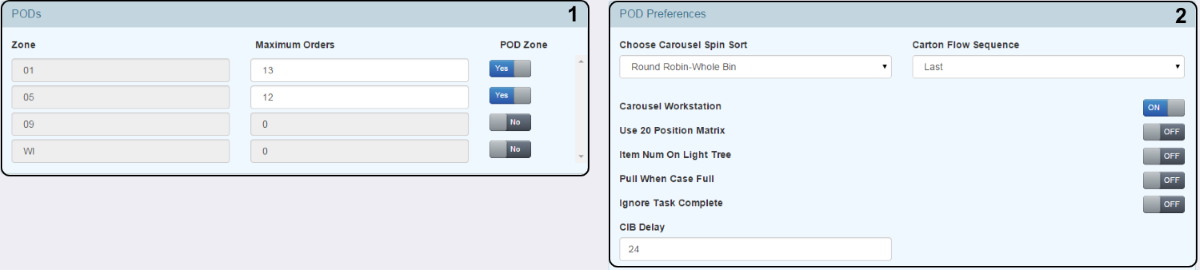 PODs 1
Zone Maximum Orders POD Zone
01 13 Yes
05 12 Yes
09 0 No
WI 0 No
POD Preferences 2
Choose Carousel Spin Sort Carton Flow Sequence
Round Robin-Whole Bin Last
Carousel Workstation ON
Use 20 Position Matrix OFF
Item Num On Light Tree OFF
Pull When Case Full OFF
Ignore Task Complete OFF
CIB Delay
24